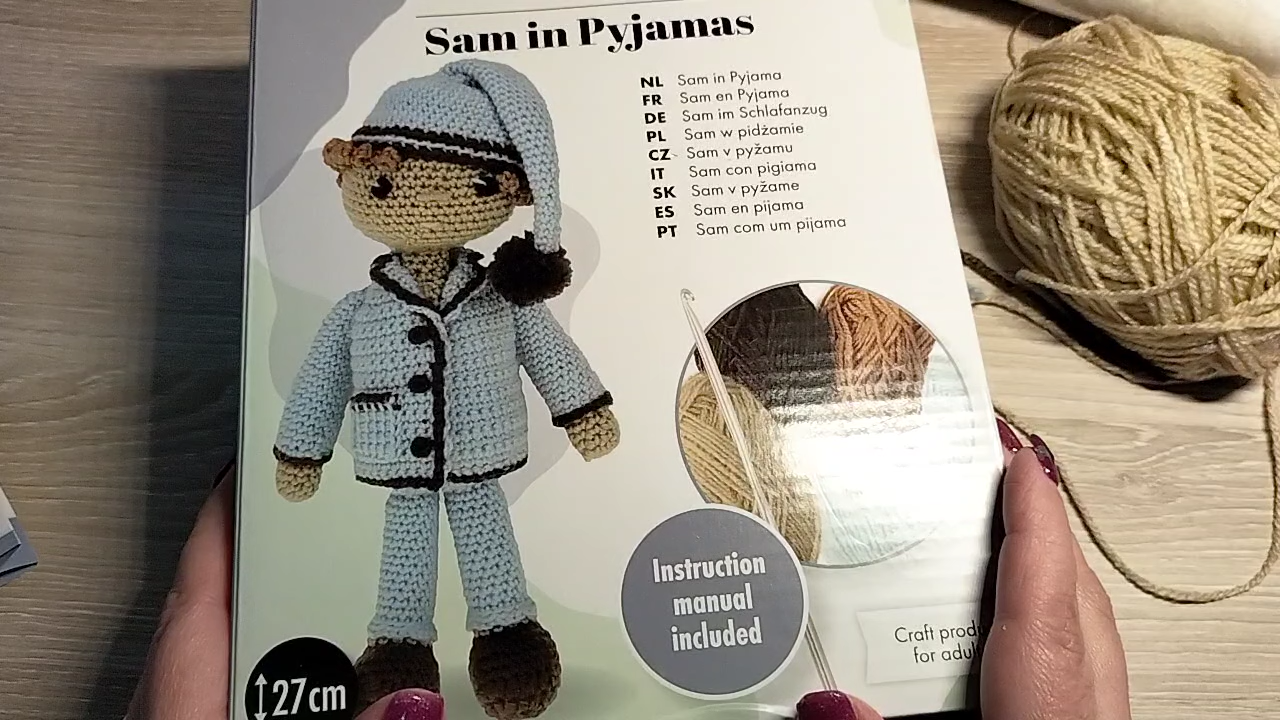 Sam in Pyjamas
NL Sam in Pyjama
FR Sam en Pyjama
DE Sam im Schlafanzug
PL Sam w pidżamie
CZ Sam v pyžamu
IT Sam con pigiama
SK Sam v pyžame
ES Sam en pijama
PT Sam com um pijama
Instruction
manual
included
Craft
for
27cm